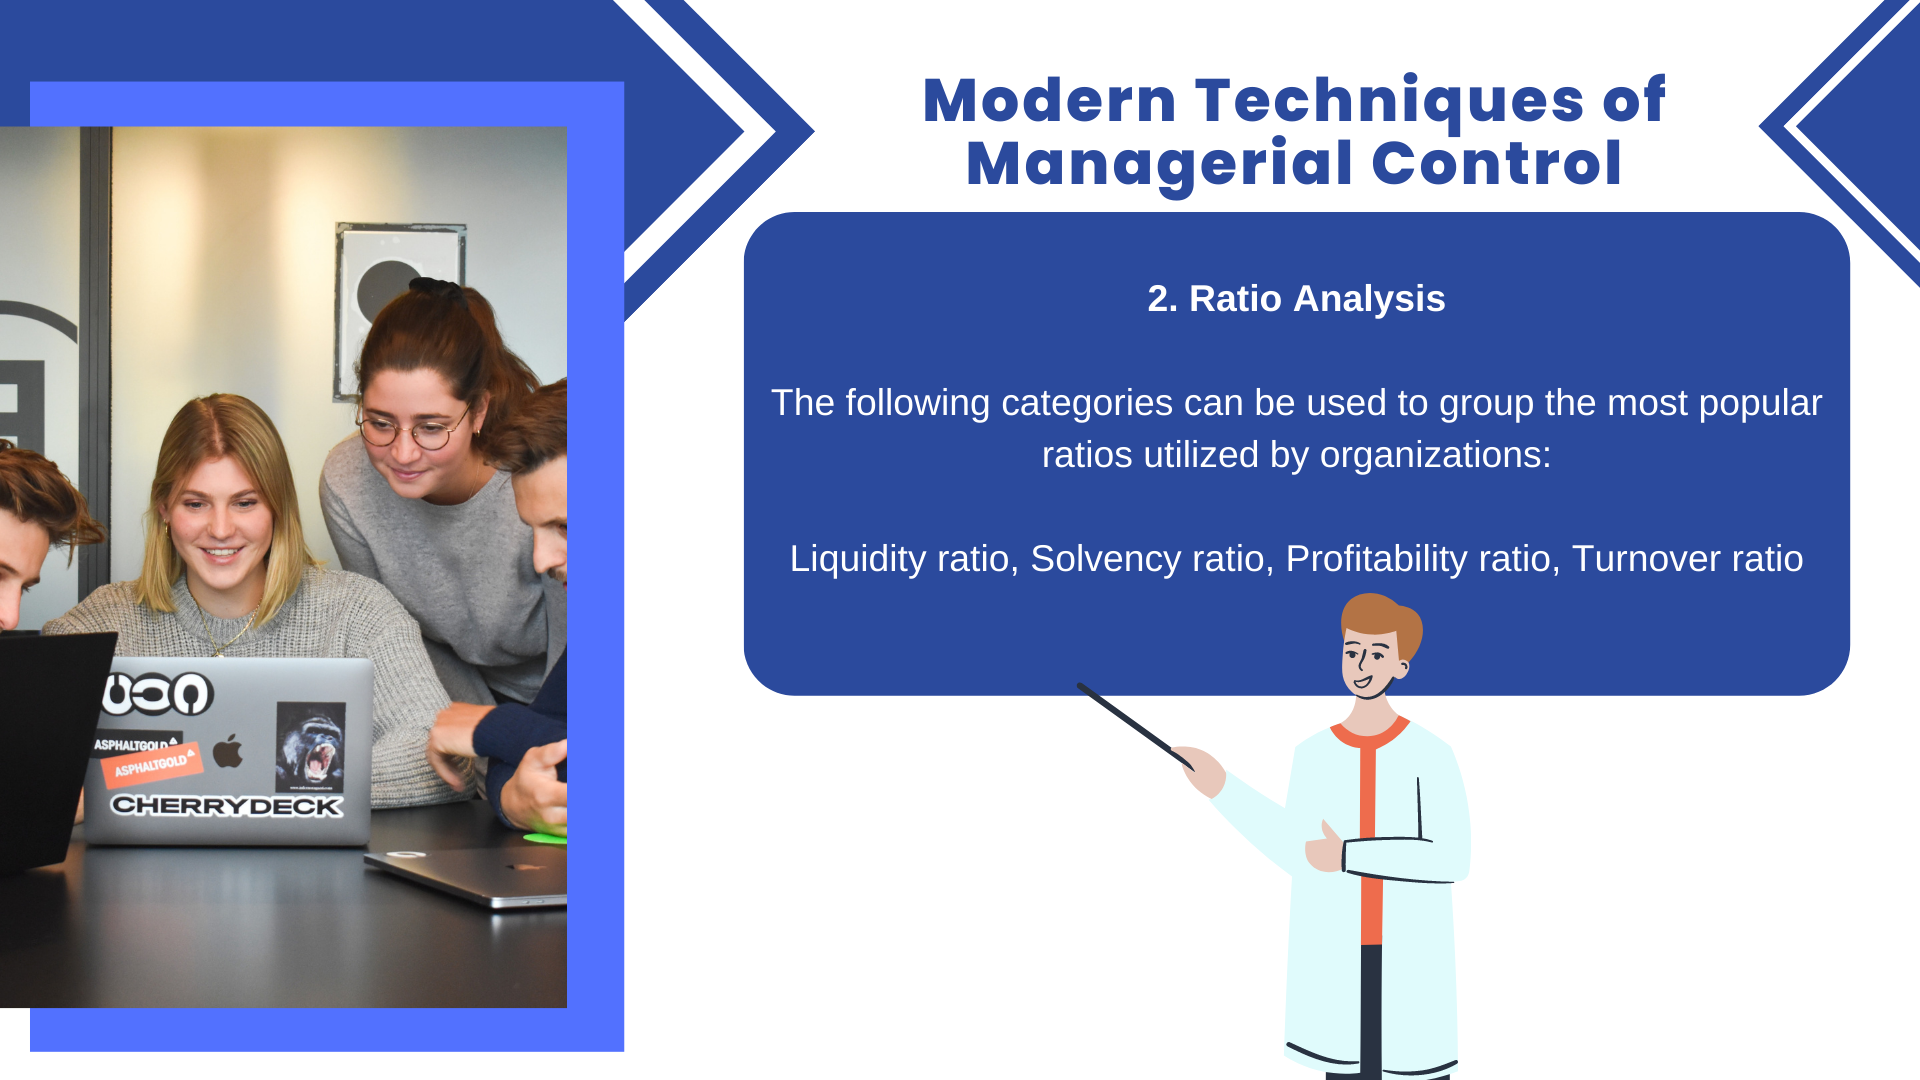 Modern Techniques of
Managerial Control
2. Ratio Analysis
The following categories can be used to group the most popular
ratios utilized by organizations:
Liquidity ratio, Solvency ratio, Profitability ratio, Turnover ratio
ASPHALTGOLD
ASPHALTGOLD
CHERRYDECK